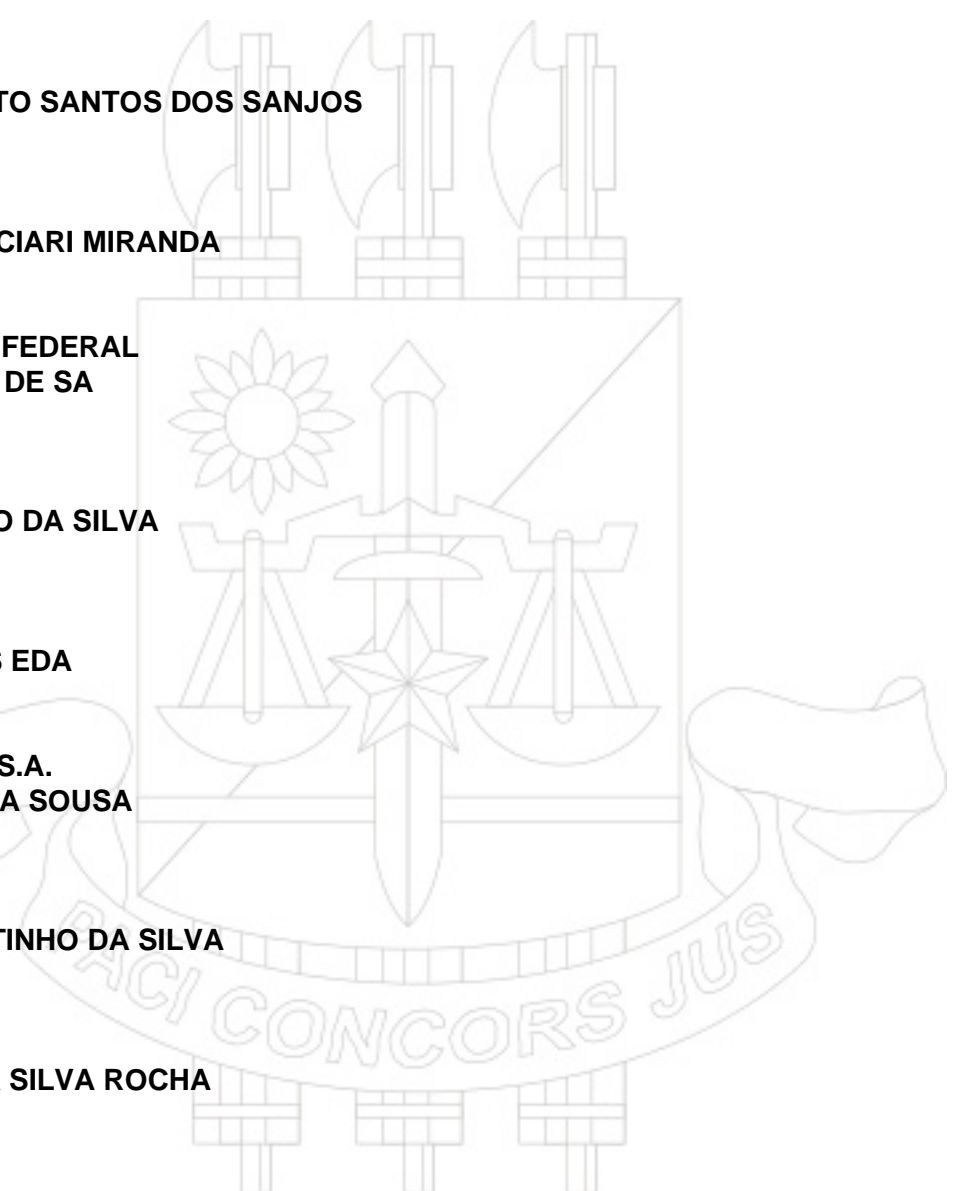 TO SANTOS DOS SANJOS
CIARI MIRANDA
FEDERAL
DE SA
O DA SILVA
S EDA
S.A.
A SOUSA
TINHO DA SILVA
PACI CONCORS JUS
SILVA ROCHA